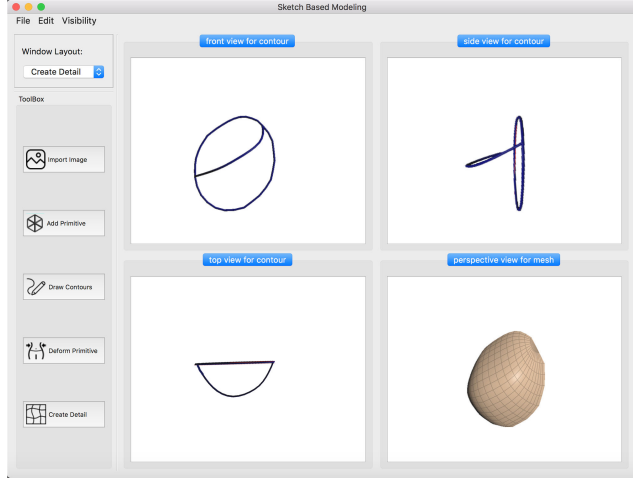 Sketch Based Modeling
File Edit Visibility
Window Layout:
Create Detail
ToolBox
Import Image
Add Primitive
Draw Contours
Deform Primitive
Create Detail
front view for contour
side view for contour
top view for contour
perspective view for mesh